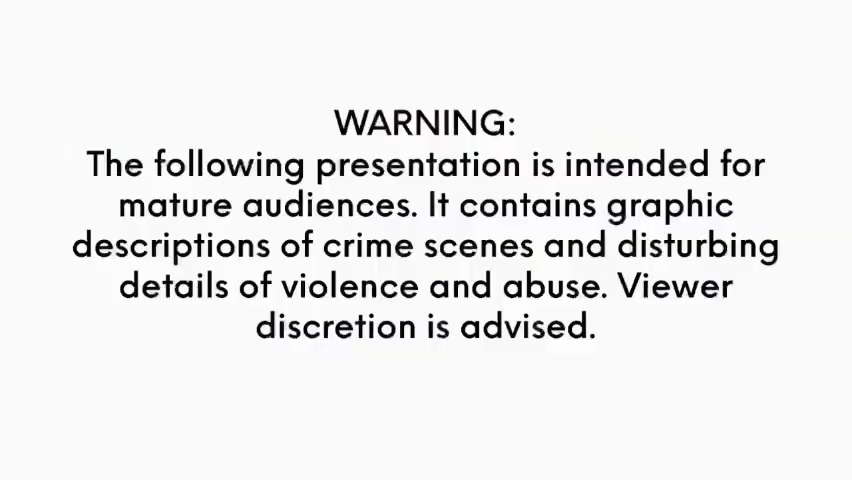 WARNING:
The following presentation is intended for
mature audiences. It contains graphic
descriptions of crime scenes and disturbing
details of violence and abuse. Viewer
discretion is advised.